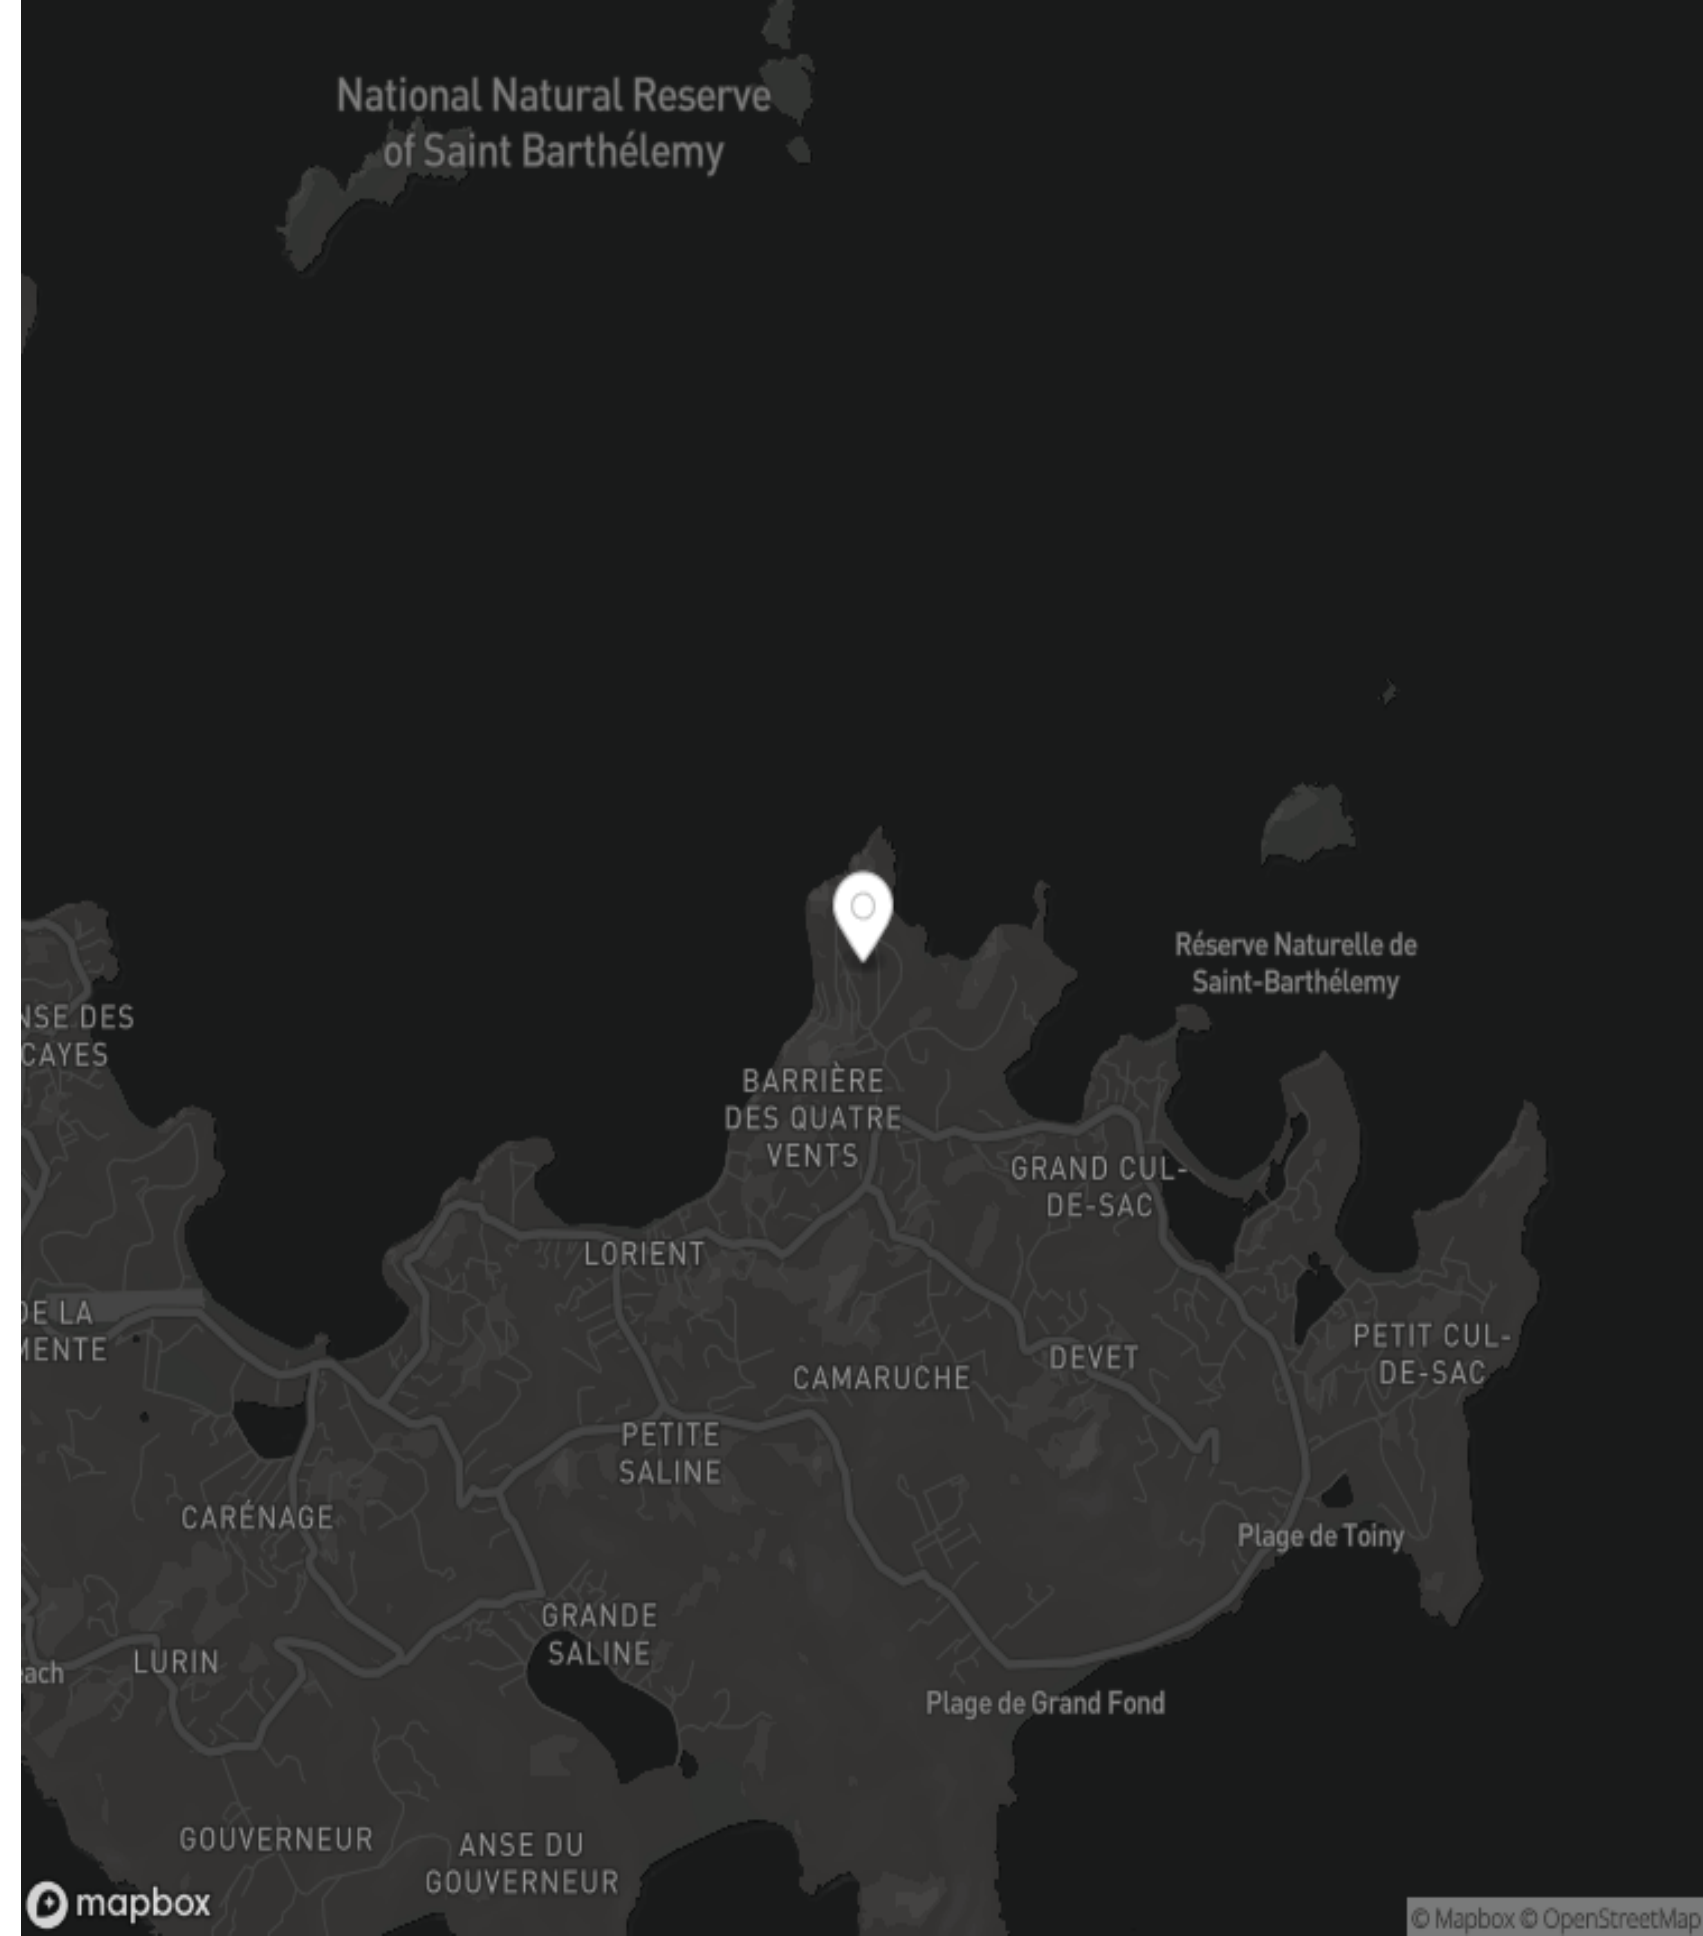 National Natural Reserve
of Saint Barthélemy
Réserve Naturelle de
Saint-Barthélemy
NSE DES
CAYES
BARRIÈRE
DES QUATRE
VENTS
GRAND CUL-
DE-SAC
LORIENT
DE LA
MENTE
PETIT CUL-
DE-SAC
DEVET
CAMARUCHE
PETITE
SALINE
CARÉNAGE
Plage de Toiny
GRANDE
SALINE
LURIN
each
Plage de Grand Fond
GOUVERNEUR
ANSE DU
GOUVERNEUR
mapbox
© Mapbox © OpenStreetMap